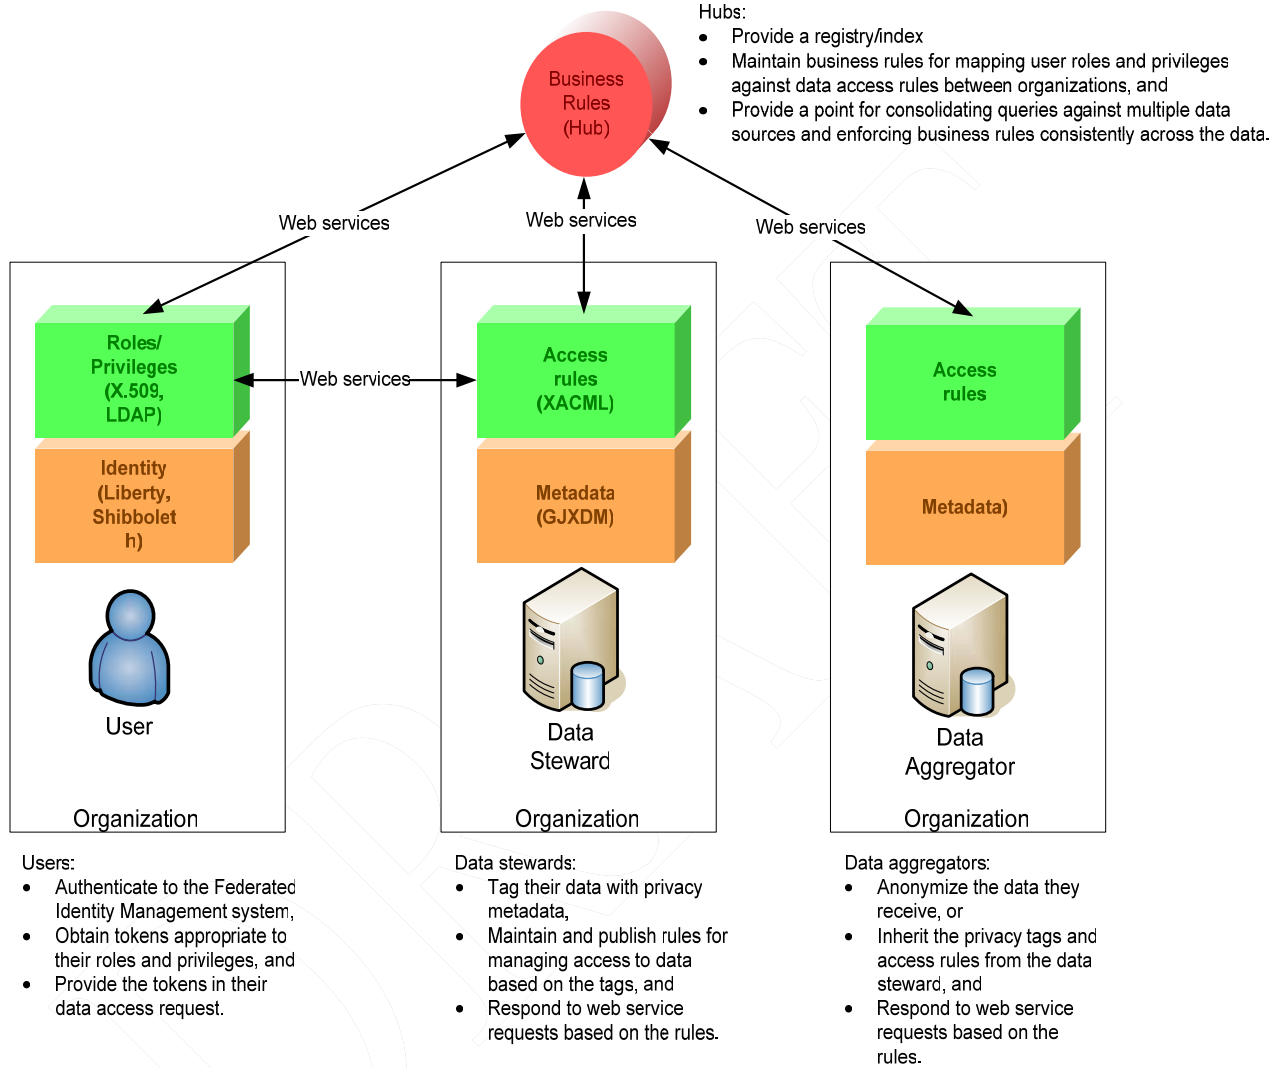 Hubs:
• Provide a registry/index
• Maintain business rules for mapping user roles and privileges
against data access rules between organizations, and
• Provide a point for consolidating queries against multiple data
sources and enforcing business rules consistently across the data.
Business
Rules
(Hub)
Web services
Web services
Web services
Roles/
Privileges
(X.509,
LDAP)
Web services
Access
rules
(XACML)
Access
rules
Identity
(Liberty,
Shibbolet
h)
Metadata
(GJXDM)
Metadata)
User
Data
Steward
Data
Aggregator
Organization
Organization
Organization
Users:
• Authenticate to the Federated
Identity Management system,
• Obtain tokens appropriate to
their roles and privileges, and
• Provide the tokens in their
data access request.
Data stewards:
• Tag their data with privacy
metadata,
• Maintain and publish rules for
managing access to data
based on the tags, and
• Respond to web service
requests based on the rules.
Data aggregators:
• Anonymize the data they
receive, or
• Inherit the privacy tags and
access rules from the data
steward, and
• Respond to web service
requests based on the
rules.
DRAFT